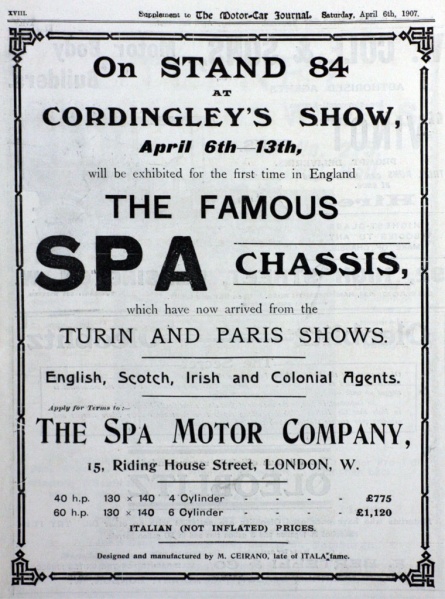 XVIII. Supplement to The Motor-Car Journal. Saturday, April 6th, 1907.
On STAND 84
AT
CORDINGLEY'S SHOW,
April 6th—13th,
will be exhibited for the first time in England
THE FAMOUS
SPA CHASSIS,
which have now arrived from the
TURIN AND PARIS SHOWS.
English, Scotch, Irish and Colonial Agents.
Apply for Terms to:—
THE SPA MOTOR COMPANY,
15, Riding House Street, LONDON, W.
40 h.p. 130 × 140 4 Cylinder - - - - £775
60 h.p. 130 × 140 6 Cylinder - - - - £1,120
ITALIAN (NOT INFLATED) PRICES.
Designed and manufactured by M. CEIRANO, late of ITALA fame.